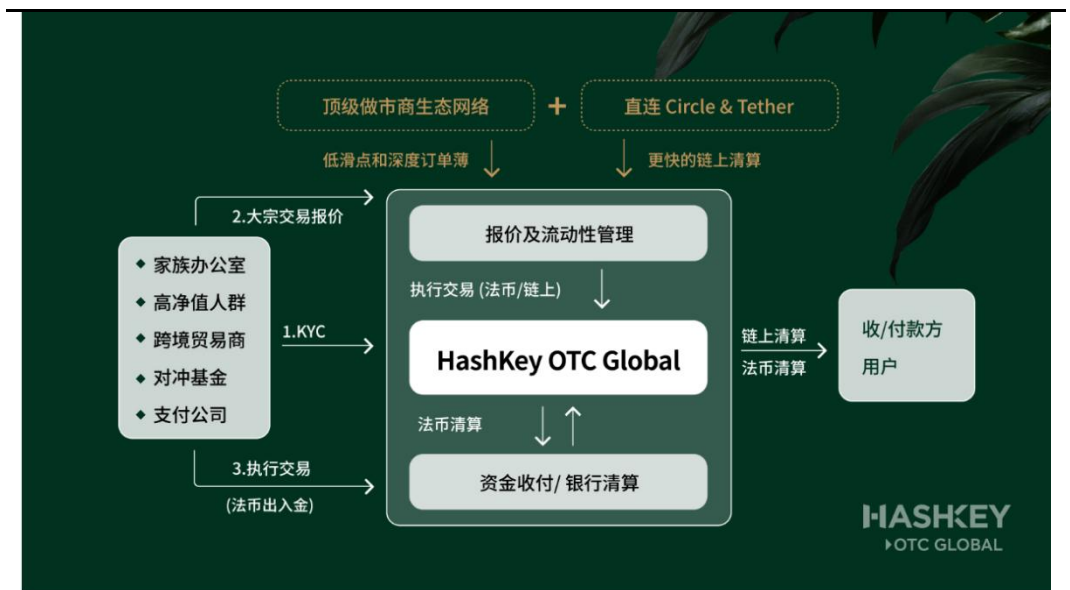 顶级做市商生态网络
+
直连 Circle & Tether
低滑点和深度订单薄
更快的链上清算
2.大宗交易报价
报价及流动性管理
家族办公室
高净值人群
跨境贸易商
对冲基金
支付公司
执行交易 (法币/链上)
1.KYC
HashKey OTC Global
链上清算
法币清算
收/付款方
用户
法币清算
3.执行交易
(法币出入金)
资金收付/ 银行清算
HASHKEY
OTC GLOBAL